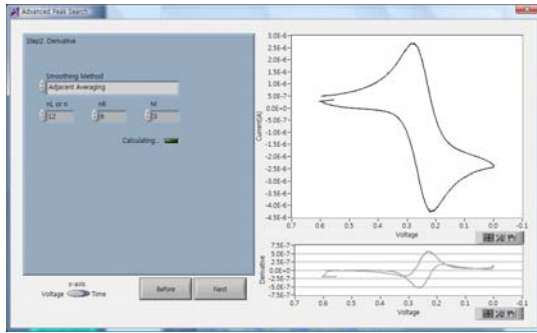 Advanced Peak Search
Step2. Derivative
Smoothing Method
Adjacent Averaging
nL or n nR M
12 6 3
Calculating...
x-axis
Voltage Time
Before Next
3.0E-6
2.5E-6
2.0E-6
1.5E-6
1.0E-6
5.0E-7
0.0E+0
-5.0E-7
-1.0E-6
-1.5E-6
-2.0E-6
-2.5E-6
-3.0E-6
-3.5E-6
-4.0E-6
-4.5E-6
Current(A)
0.7 0.6 0.5 0.4 0.3 0.2 0.1 0.0 -0.1
Voltage
7.5E-7
5.0E-7
2.5E-7
0.0E+0
-2.5E-7
-5.0E-7
-7.5E-7
Derivative
0.7 0.6 0.5 0.4 0.3 0.2 0.1 0.0 -0.1
Voltage